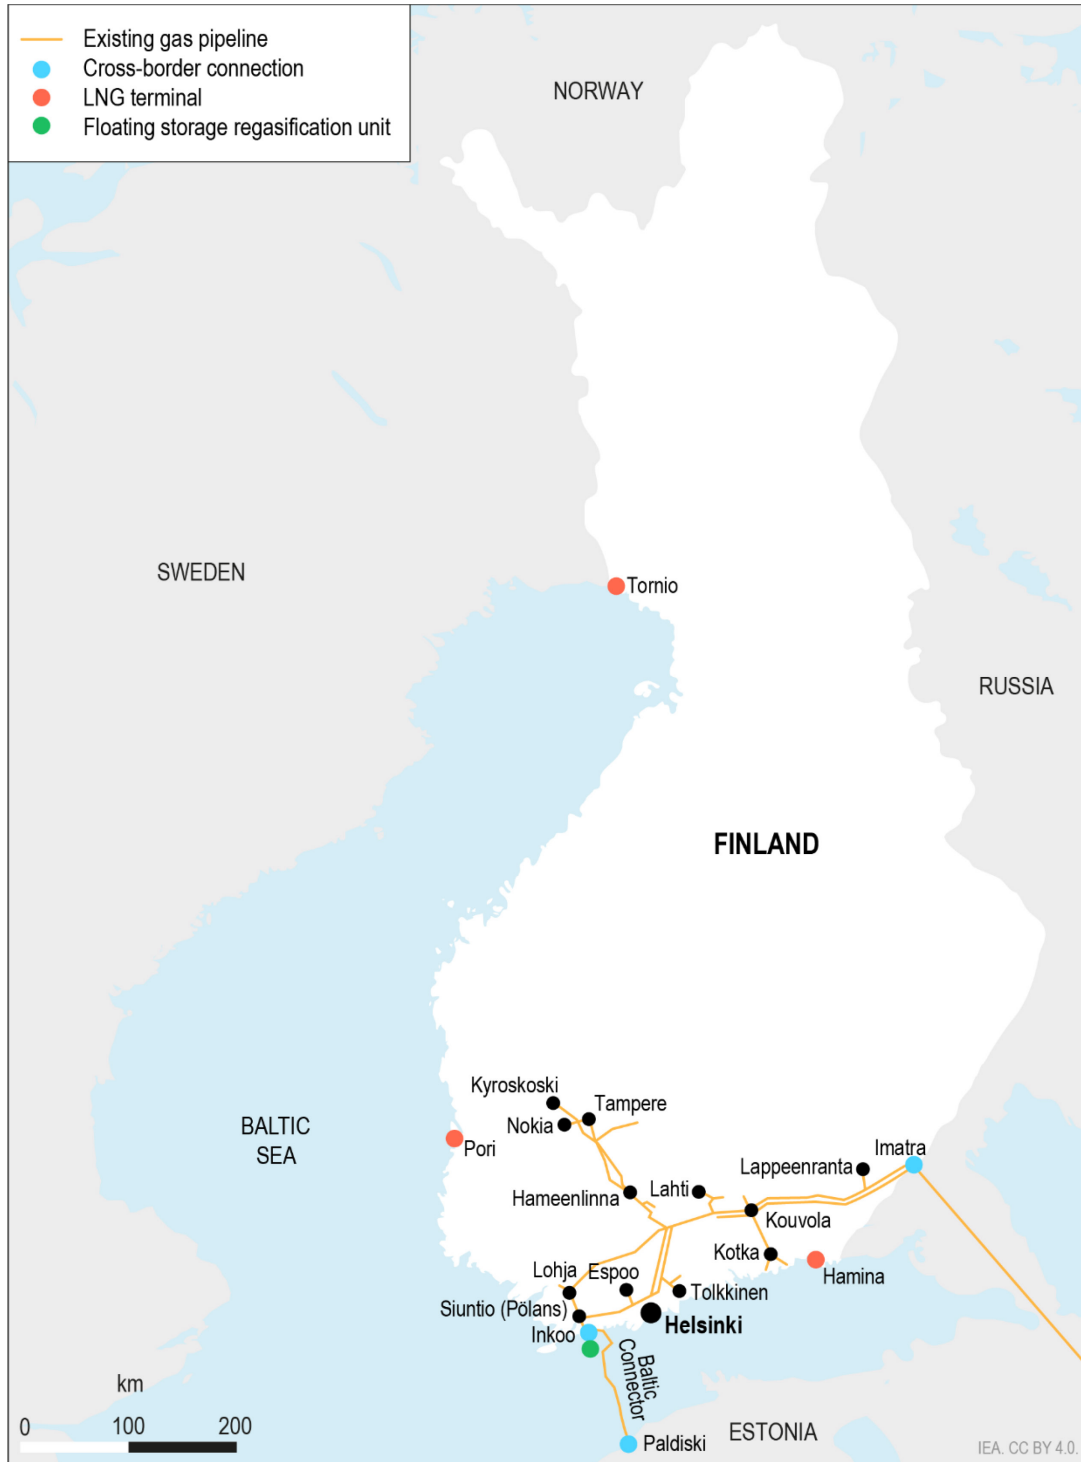 Existing gas pipeline
Cross-border connection
LNG terminal
Floating storage regasification unit
NORWAY
SWEDEN
Tornio
RUSSIA
FINLAND
Kyroskoski
Tampere
Nokia
BALTIC
SEA
Pori
Imatra
Lappeenranta
Hameenlinna
Lahti
Kouvola
Kotka
Hamina
Lohja
Espoo
Tolkkinen
Siuntio (Pölans)
Helsinki
Inkoo
Baltic
Connector
km
0 100 200
Paldiski
ESTONIA
IEA. CC BY 4.0.